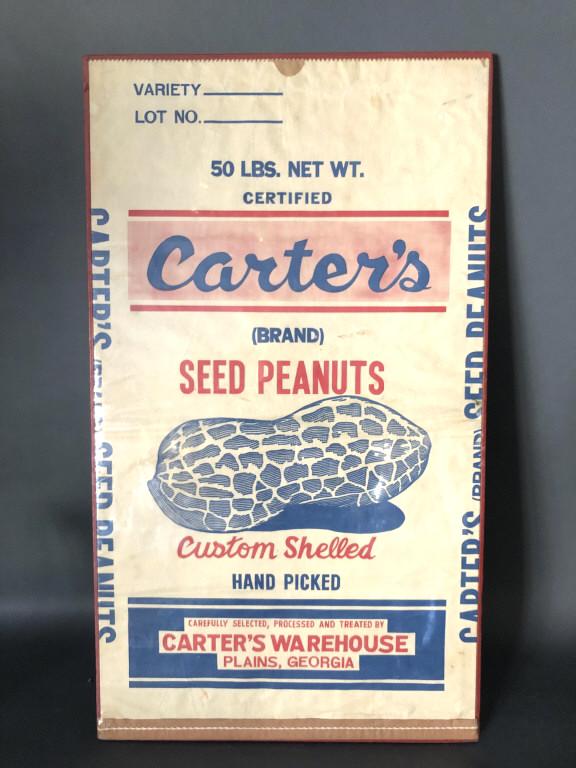 VARIETY
LOT NO.
50 LBS. NET WT.
CERTIFIED
Carter's
(BRAND)
SEED PEANUTS
Custom Shelled
HAND PICKED
CAREFULLY SELECTED, PROCESSED AND TREATED BY
CARTER'S WAREHOUSE
PLAINS, GEORGIA
CARTER'S (BRAND) SEED PEANUTS
CARTER'S (BRAND) SEED PEANUTS